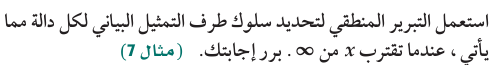 استعمل التبرير المنطقي لتحديد سلوك طرف التمثيل البياني لكل دالة مما
يأتي ، عندما تقترب x من ∞ . برر إجابتك. (مثال 7)